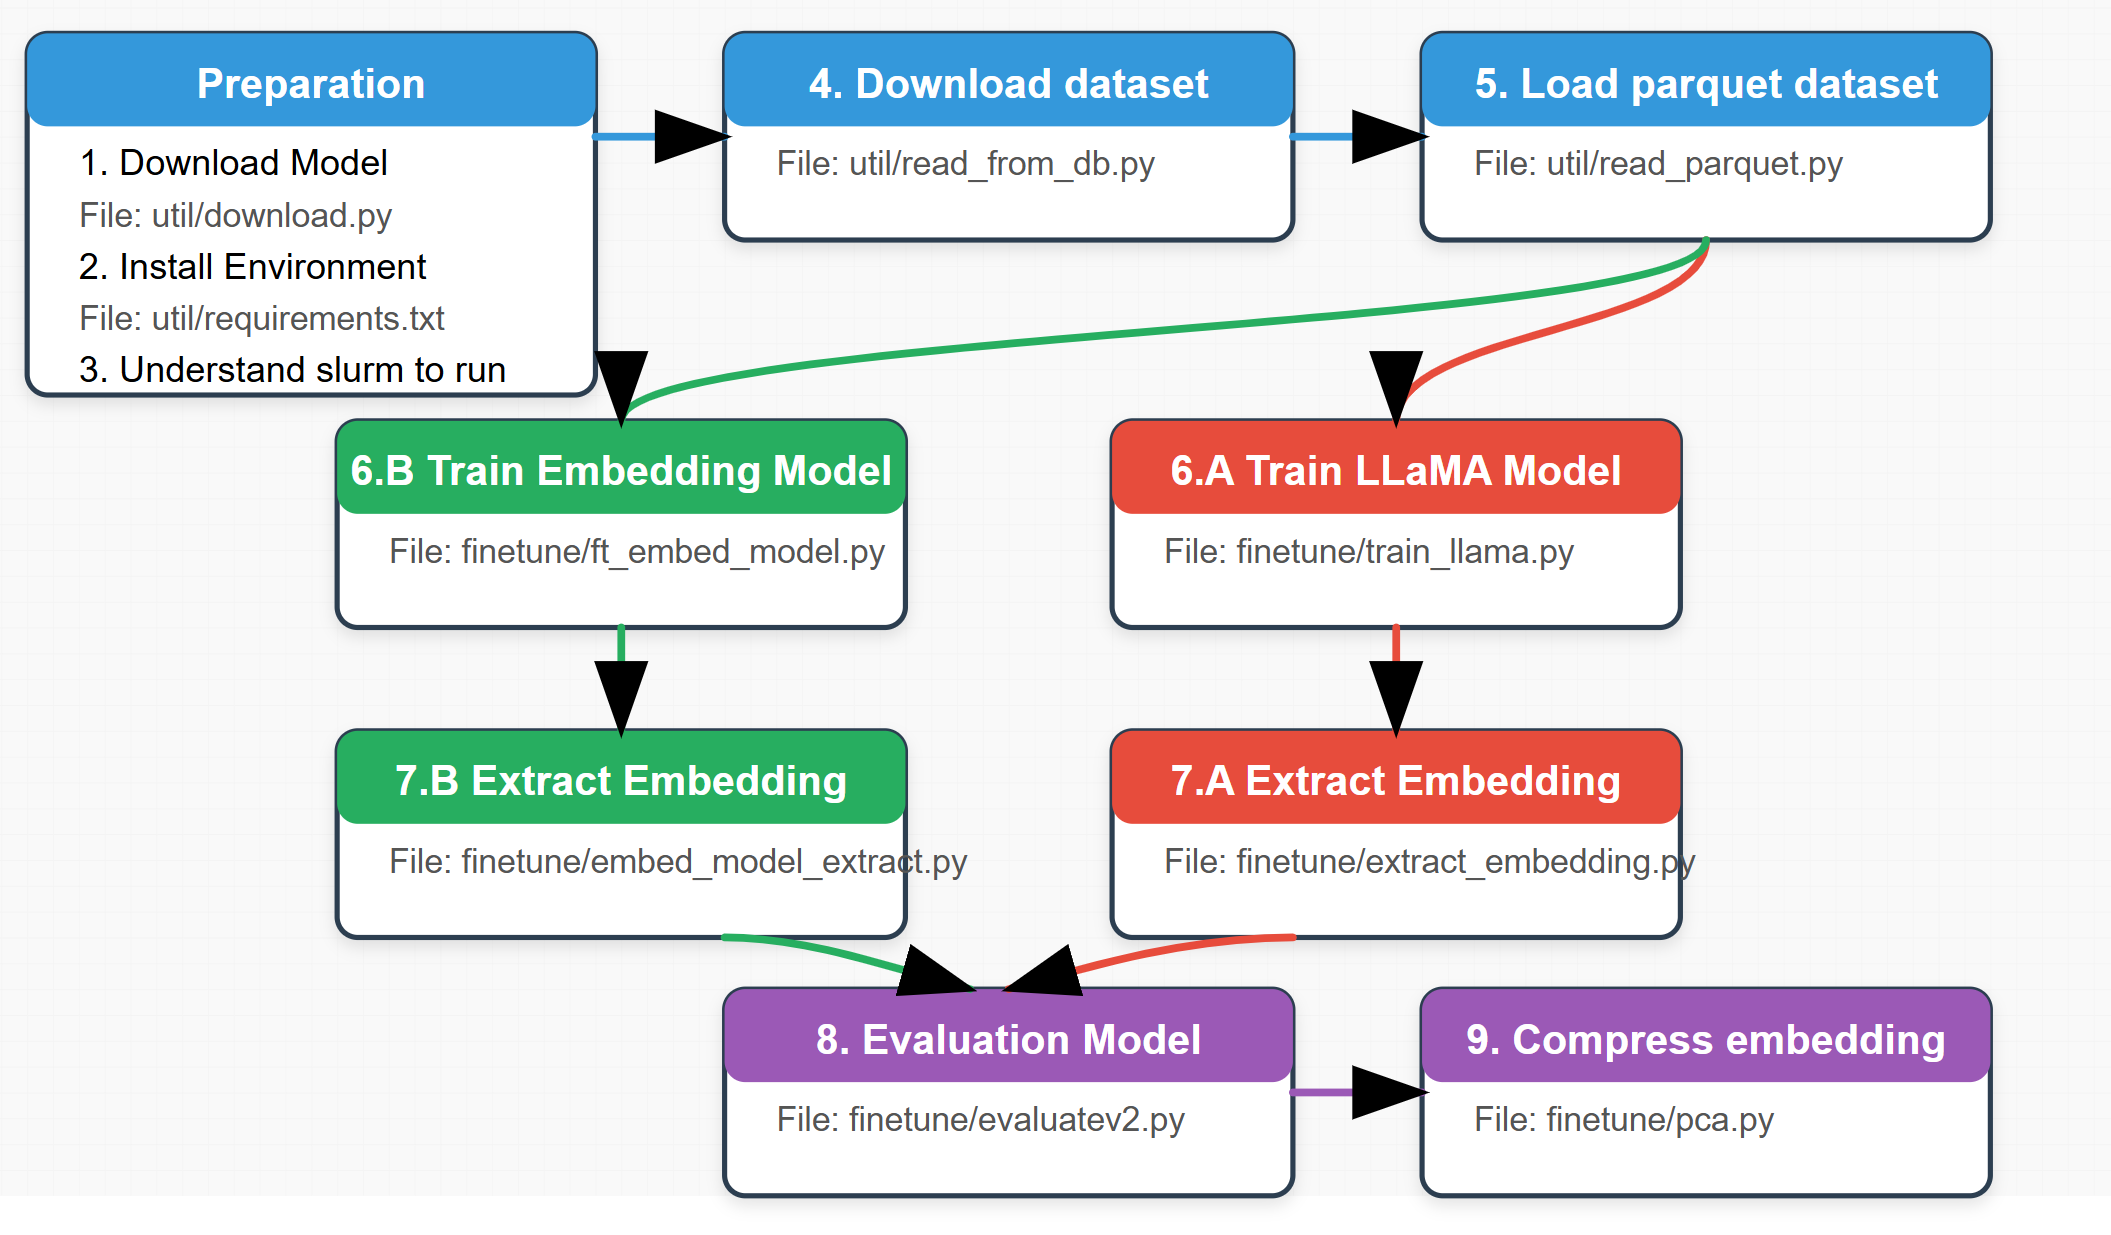 Preparation
1. Download Model
File: util/download.py
2. Install Environment
File: util/requirements.txt
3. Understand slurm to run
4. Download dataset
File: util/read_from_db.py
5. Load parquet dataset
File: util/read_parquet.py
6.B Train Embedding Model
File: finetune/ft_embed_model.py
6.A Train LLaMA Model
File: finetune/train_llama.py
7.B Extract Embedding
File: finetune/embed_model_extract.py
7.A Extract Embedding
File: finetune/extract_embedding.py
8. Evaluation Model
File: finetune/evaluatev2.py
9. Compress embedding
File: finetune/pca.py